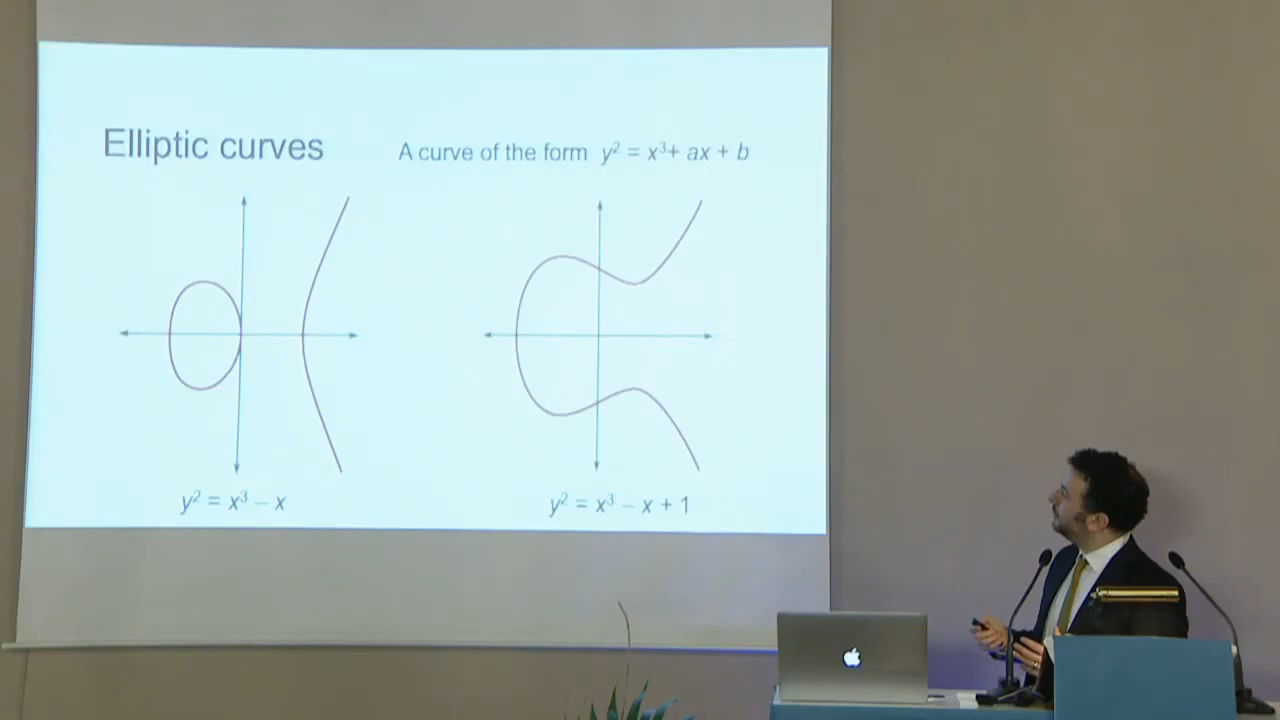 Elliptic curves
A curve of the form y² = x³+ ax + b
y² = x³ – x
y² = x³ – x + 1